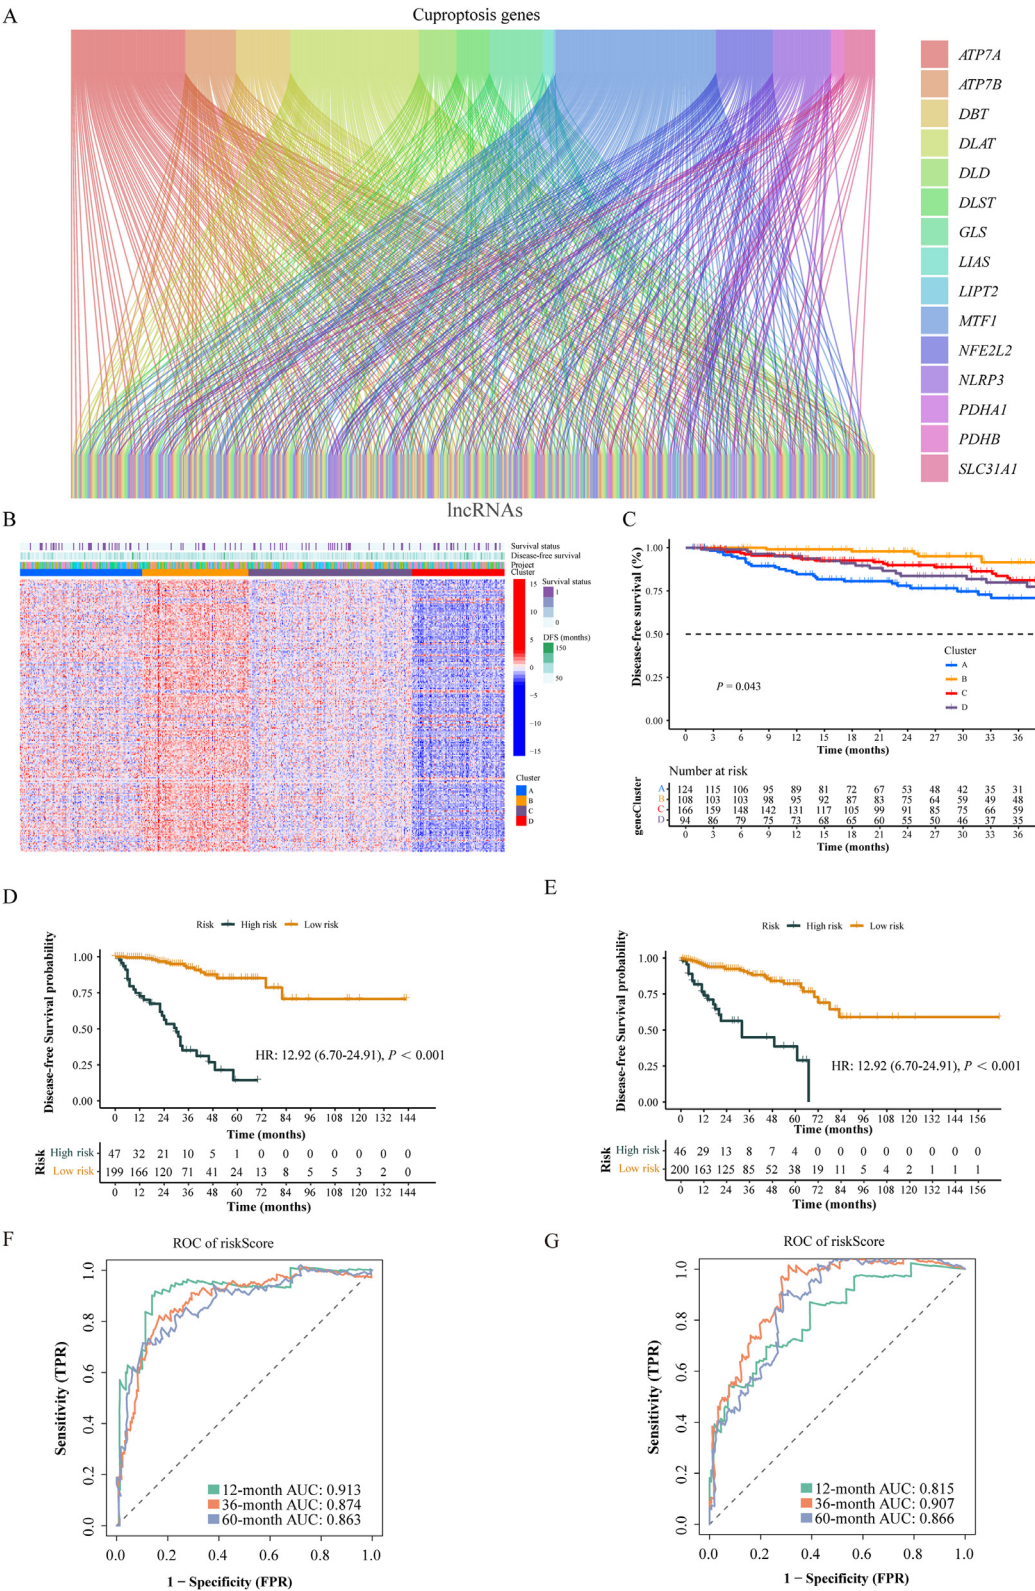 A
Cuproptosis genes
ATP7A
ATP7B
DBT
DLAT
DLD
DLST
GLS
LIAS
LIPT2
MTF1
NFE2L2
NLRP3
PDHA1
PDHB
SLC31A1
lncRNAs
B
Survival status
Disease-free survival
Project
Cluster
15
10
5
0
−5
−10
−15
Survival status
1
0
DFS (months)
150
50
Cluster
A
B
C
D
C
Disease-free survival (%)
1.00
0.75
0.50
0.25
0.00
P = 0.043
Cluster
A
B
C
D
0 3 6 9 12 15 18 21 24 27 30 33 36
Time (months)
Number at risk
geneCluster
A 124 115 106 95 89 81 72 67 53 48 42 35 31
B 108 103 103 98 95 92 87 83 75 64 59 49 48
C 166 159 148 142 131 117 105 99 91 85 75 66 59
D 94 86 79 75 73 68 65 60 55 50 46 37 35
0 3 6 9 12 15 18 21 24 27 30 33 36
Time (months)
D
Risk High risk Low risk
Disease-free Survival probability
1.00
0.75
0.50
0.25
0.00
HR: 12.92 (6.70-24.91), P < 0.001
0 12 24 36 48 60 72 84 96 108 120 132 144
Time (months)
Risk
High risk 47 32 21 10 5 1 0 0 0 0 0 0 0
Low risk 199 166 120 71 41 24 13 8 5 5 3 2 0
0 12 24 36 48 60 72 84 96 108 120 132 144
Time (months)
E
Risk High risk Low risk
Disease-free Survival probability
1.00
0.75
0.50
0.25
0.00
HR: 12.92 (6.70-24.91), P < 0.001
0 12 24 36 48 60 72 84 96 108 120 132 144 156
Time (months)
Risk
High risk 46 29 13 8 7 4 0 0 0 0 0 0 0 0
Low risk 200 163 125 85 52 38 19 11 5 4 2 1 1 1
0 12 24 36 48 60 72 84 96 108 120 132 144 156
Time (months)
F
ROC of riskScore
Sensitivity (TPR)
1.0
0.8
0.6
0.4
0.2
0.0
12-month AUC: 0.913
36-month AUC: 0.874
60-month AUC: 0.863
0.0 0.2 0.4 0.6 0.8 1.0
1 − Specificity (FPR)
G
ROC of riskScore
Sensitivity (TPR)
1.0
0.8
0.6
0.4
0.2
0.0
12-month AUC: 0.815
36-month AUC: 0.907
60-month AUC: 0.866
0.0 0.2 0.4 0.6 0.8 1.0
1 − Specificity (FPR)